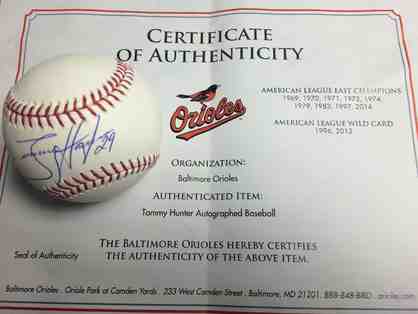 CERTIFICATE
OF AUTHENTICITY
Orioles
AMERICAN LEAGUE EAST CHAMPIONS
1969, 1970, 1971, 1973, 1974,
1979, 1983, 1997, 2014
AMERICAN LEAGUE WILD CARD
1996, 2012
ORGANIZATION:
Baltimore Orioles
AUTHENTICATED ITEM:
Tommy Hunter Autographed Baseball
THE BALTIMORE ORIOLES HEREBY CERTIFIES
THE AUTHENTICITY OF THE ABOVE ITEM.
Seal of Authenticity
Baltimore Orioles . Oriole Park at Camden Yards . 333 West Camden Street . Baltimore, MD 21201 . 888-848-BIRD . orioles.com
29